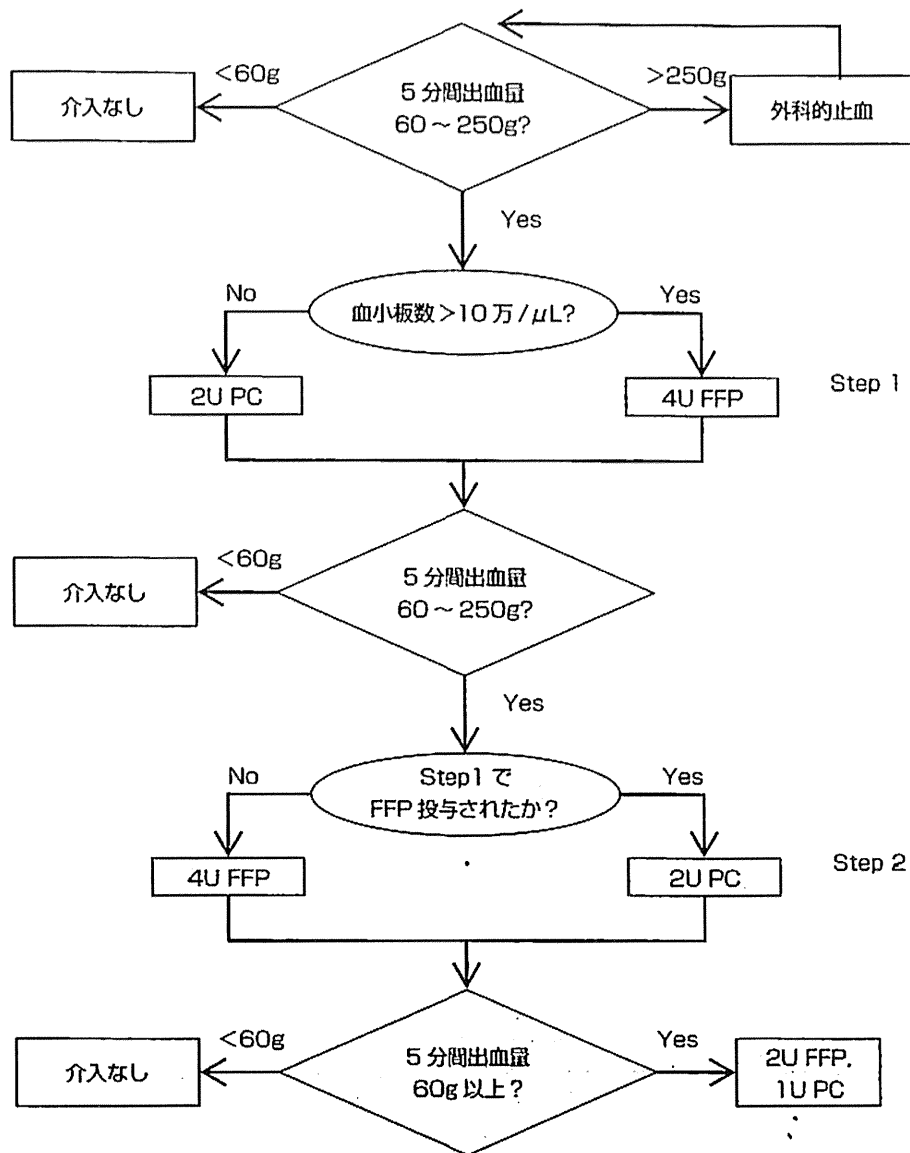 <60g
5分間出血量
60～250g?
>250g
介入なし
外科的止血
Yes
No
血小板数>10万/μL?
Yes
2U PC
4U FFP
Step 1
<60g
5分間出血量
60～250g?
介入なし
Yes
No
Step1で
FFP投与されたか?
Yes
4U FFP
2U PC
Step 2
<60g
5分間出血量
60g以上?
Yes
介入なし
2U FFP,
1U PC